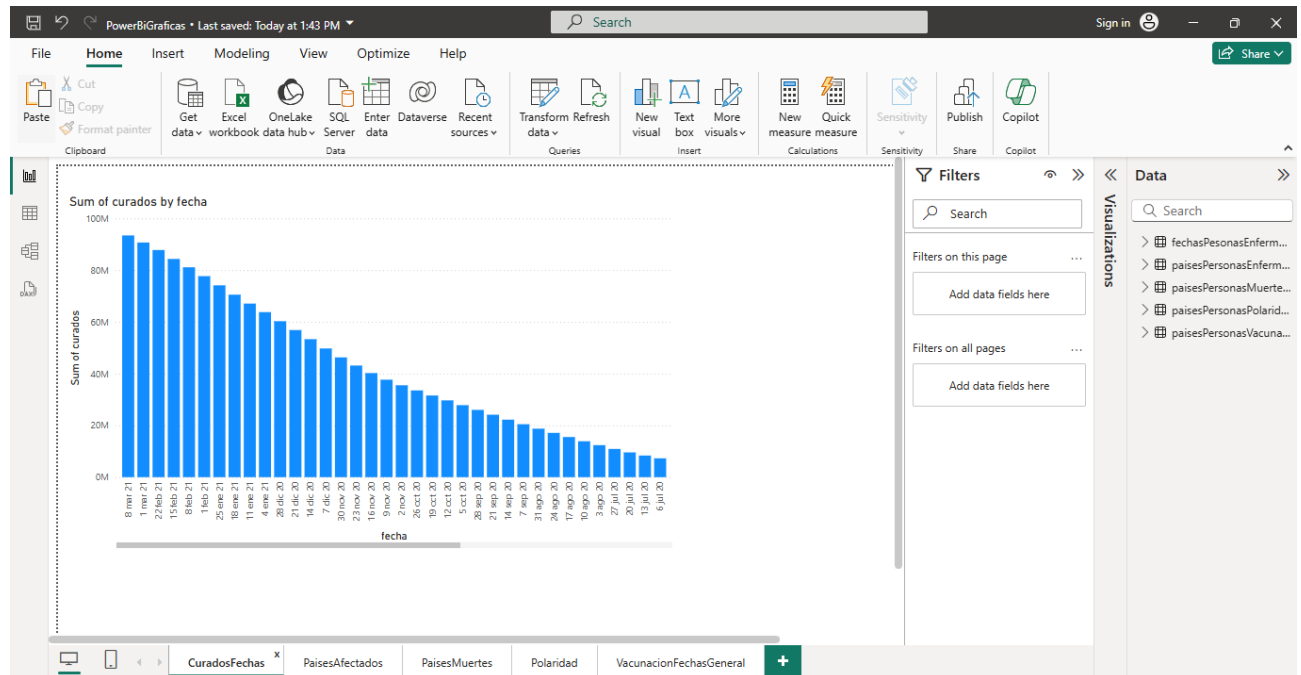 PowerBiGraficas • Last saved: Today at 1:43 PM
Search
Sign in
File Home Insert Modeling View Optimize Help
Share
Paste
Cut
Copy
Format painter
Clipboard
Get data
Excel workbook
OneLake data hub
SQL Server
Enter data
Dataverse
Recent sources
Data
Transform data
Refresh
Queries
New visual
Text box
More visuals
Insert
New measure
Quick measure
Calculations
Sensitivity
Sensitivity
Publish
Share
Copilot
Copilot
DAX
Sum of curados by fecha
Sum of curados
100M
80M
60M
40M
20M
0M
8 mar 21
1 mar 21
22 feb 21
15 feb 21
8 feb 21
1 feb 21
25 ene 21
18 ene 21
11 ene 21
4 ene 21
28 dic 20
21 dic 20
14 dic 20
7 dic 20
30 nov 20
23 nov 20
16 nov 20
9 nov 20
2 nov 20
26 oct 20
19 oct 20
12 oct 20
5 oct 20
28 sep 20
21 sep 20
14 sep 20
7 sep 20
31 ago 20
24 ago 20
17 ago 20
10 ago 20
3 ago 20
27 jul 20
20 jul 20
13 jul 20
6 jul 20
fecha
Filters
Search
Filters on this page ...
Add data fields here
Filters on all pages ...
Add data fields here
Visualizations
Data
Search
fechasPesonasEnferm...
paisesPersonasEnferm...
paisesPersonasMuerte...
paisesPersonasPolarid...
paisesPersonasVacuna...
CuradosFechas x
PaisesAfectados
PaisesMuertes
Polaridad
VacunacionFechasGeneral
+